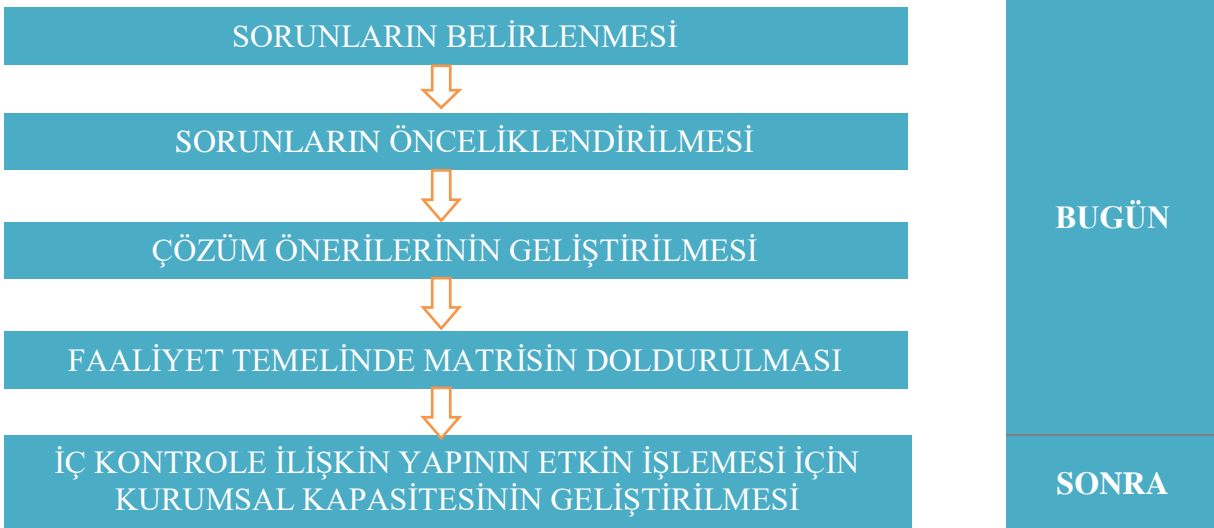 SORUNLARIN BELİRLENMESİ
SORUNLARIN ÖNCELİKLENDİRİLMESİ
ÇÖZÜM ÖNERİLERİNİN GELİŞTİRİLMESİ
FAALİYET TEMELİNDE MATRİSİN DOLDURULMASI
İÇ KONTROLE İLİŞKİN YAPININ ETKİN İŞLEMESİ İÇİN
KURUMSAL KAPASİTESİNİN GELİŞTİRİLMESİ
BUGÜN
SONRA